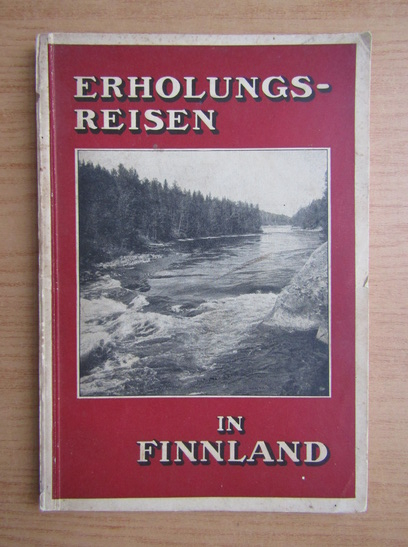 ERHOLUNGS-
REISEN
IN
FINNLAND